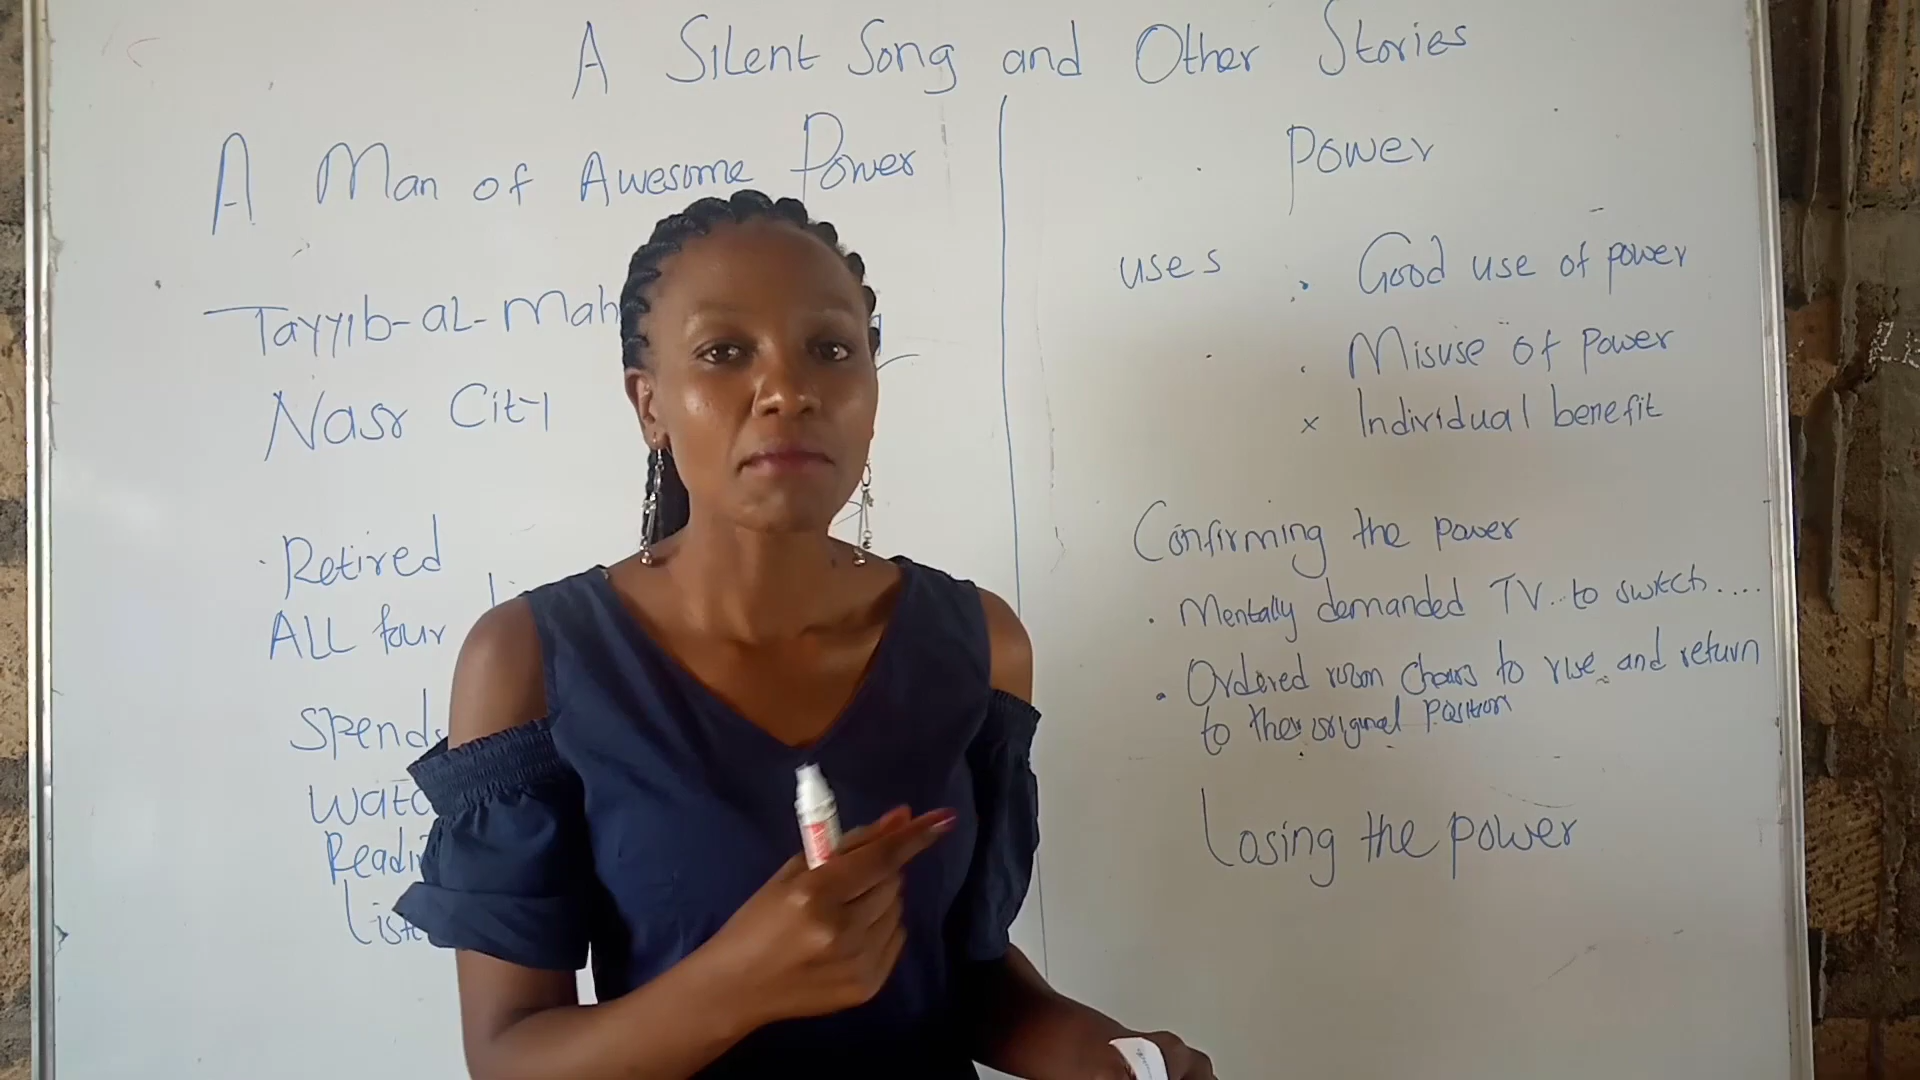 A Silent Song and Other Stories
A Man of Awesome Power
Tayyib-al-Mah
Nasr City
Retired
All four
Spends
Watc
Readi
List
Power
uses
• Good use of power
• Misuse of power
x Individual benefit
Confirming the power
• Mentally demanded TV.. to switch....
• Ordered room chairs to rise and return
to their original position
Losing the power